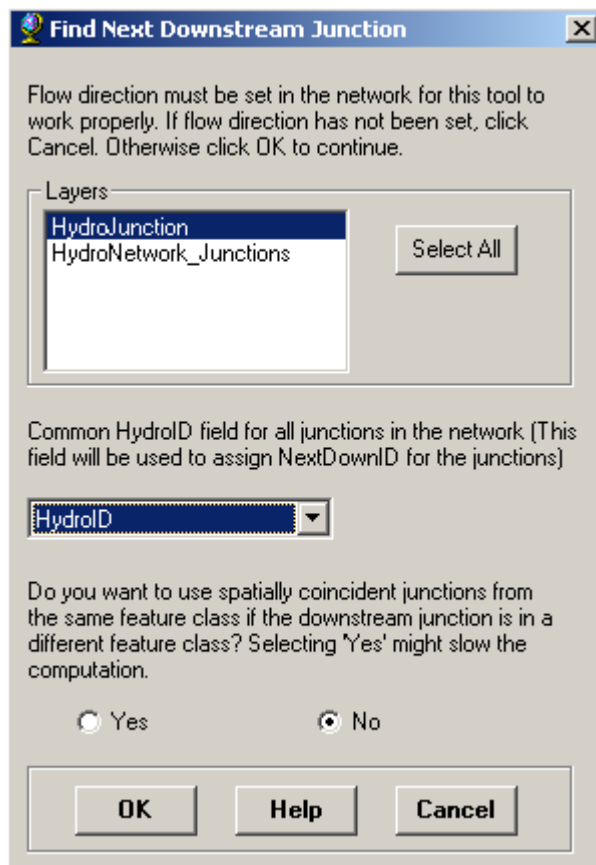 Find Next Downstream Junction
Flow direction must be set in the network for this tool to
work properly. If flow direction has not been set, click
Cancel. Otherwise click OK to continue.
Layers
HydroJunction
HydroNetwork_Junctions
Select All
Common HydroID field for all junctions in the network (This
field will be used to assign NextDownID for the junctions)
HydroID
Do you want to use spatially coincident junctions from
the same feature class if the downstream junction is in a
different feature class? Selecting 'Yes' might slow the
computation.
Yes
No
OK
Help
Cancel